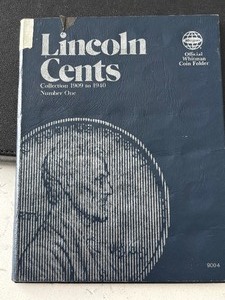 Lincoln
Cents
Collection 1909 to 1940
Number One
Official
Whitman
Coin Folder
9004